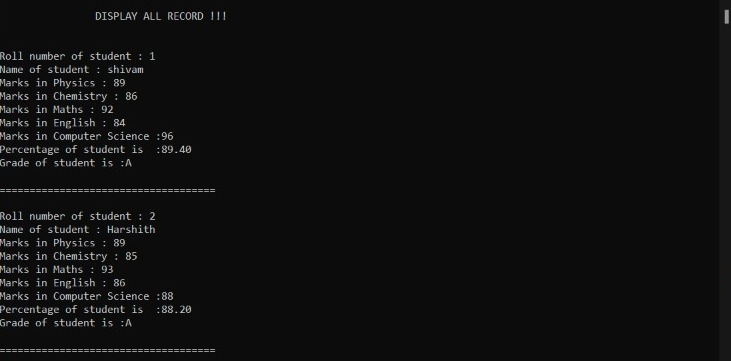 DISPLAY ALL RECORD !!!
Roll number of student : 1
Name of student : shivam
Marks in Physics : 89
Marks in Chemistry : 86
Marks in Maths : 92
Marks in English : 84
Marks in Computer Science :96
Percentage of student is  :89.40
Grade of student is :A
====================================
Roll number of student : 2
Name of student : Harshith
Marks in Physics : 89
Marks in Chemistry : 85
Marks in Maths : 93
Marks in English : 86
Marks in Computer Science :88
Percentage of student is  :88.20
Grade of student is :A
====================================